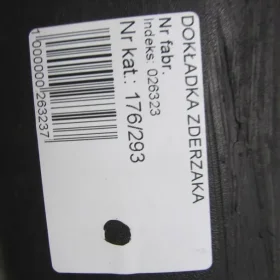 DOKŁADKA ZDERZAKA
Nr fabr.
Indeks: 026323
Nr kat.: 176/293
1000000263237